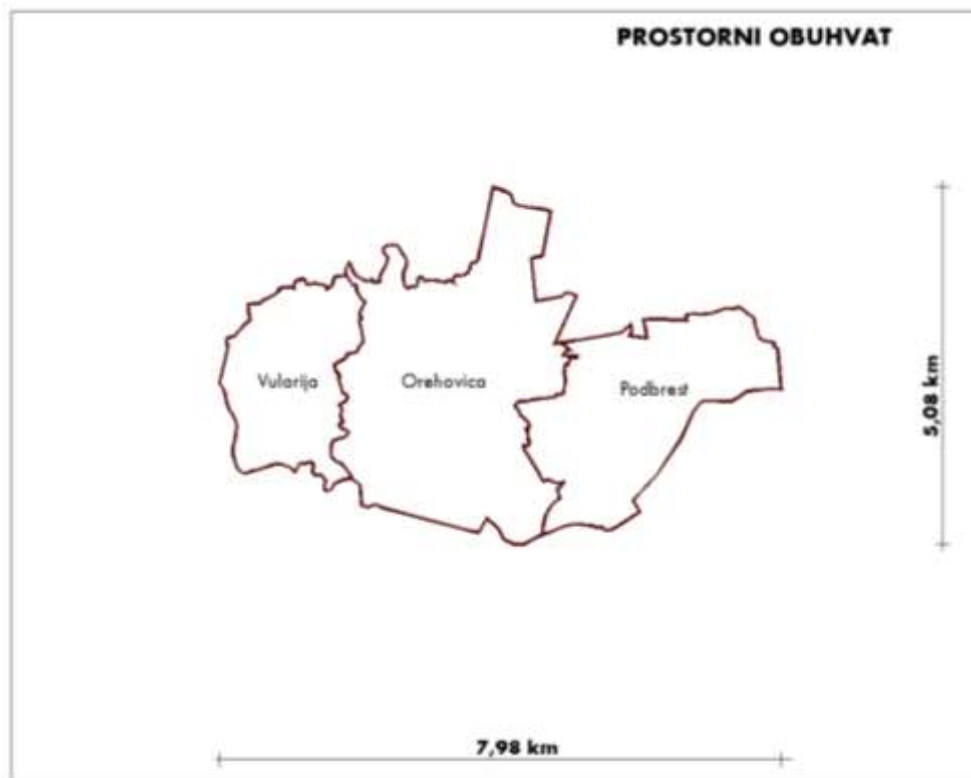 PROSTORNI OBUHVAT
Vularija
Orehovica
Podbrest
5,08 km
7,98 km